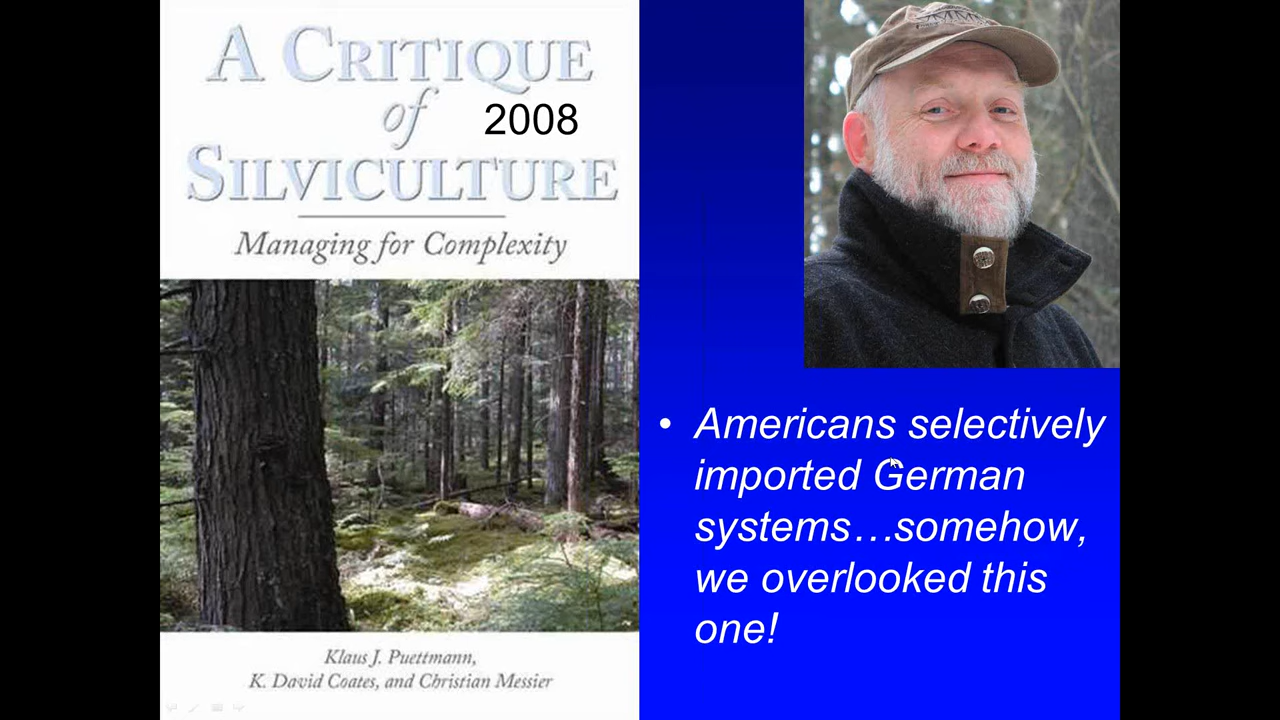 A CRITIQUE
of
2008
SILVICULTURE
Managing for Complexity
Klaus J. Puettmann,
K. David Coates, and Christian Messier
• Americans selectively
imported German
systems…somehow,
we overlooked this
one!